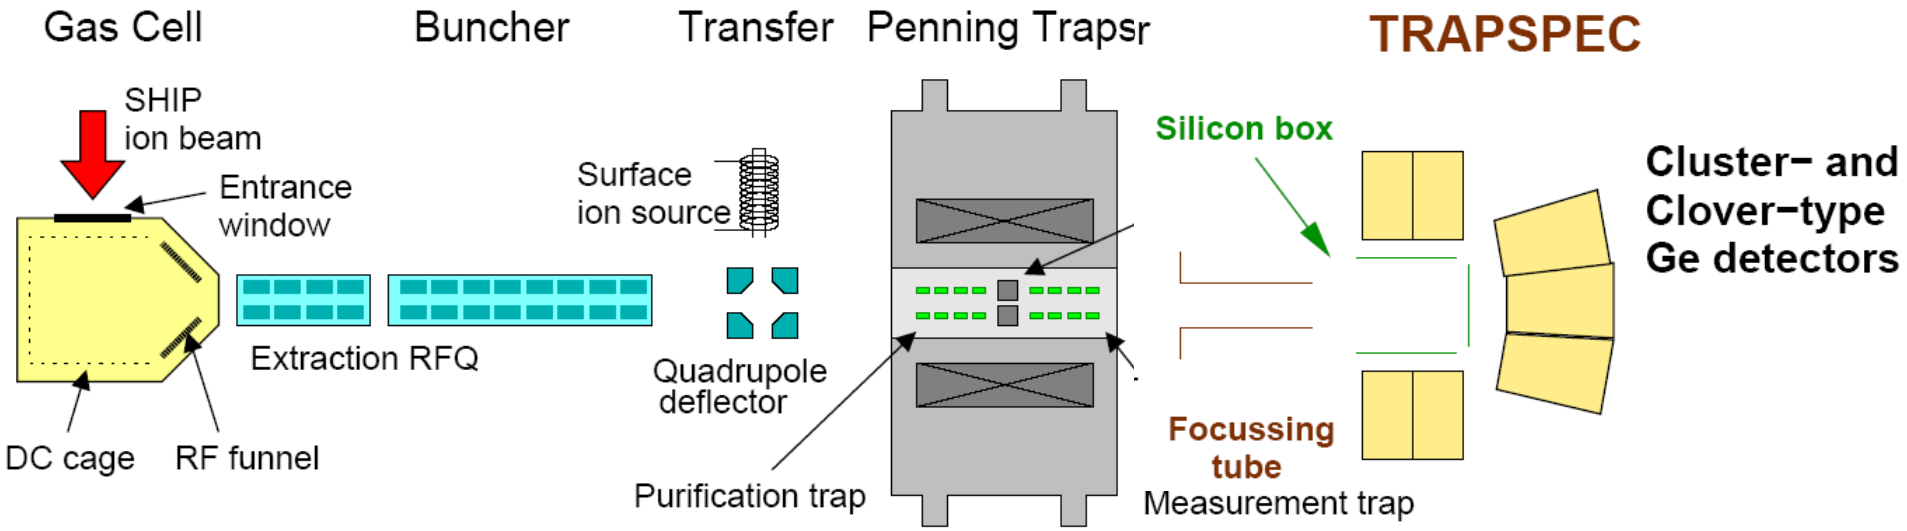 Gas Cell
Buncher
Transfer
Penning Trapsr
TRAPSPEC
SHIP
ion beam
Entrance
window
Surface
ion source
Silicon box
Cluster– and
Clover–type
Ge detectors
Extraction RFQ
Quadrupole
deflector
DC cage
RF funnel
Purification trap
Focussing
tube
Measurement trap